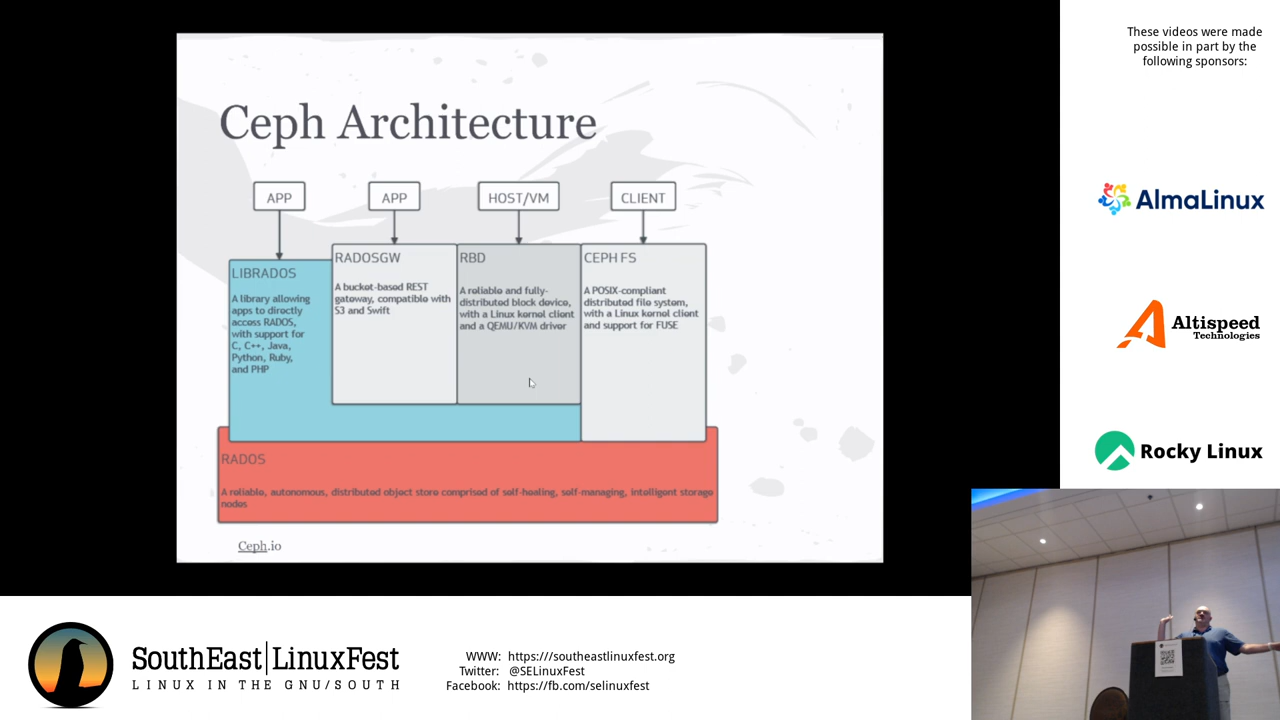 These videos were made
possible in part by the
following sponsors:
Ceph Architecture
APP
APP
HOST/VM
CLIENT
LIBRADOS
A library allowing
apps to directly
access RADOS,
with support for
C, C++, Java,
Python, Ruby,
and PHP
RADOSGW
A bucket-based REST
gateway, compatible with
S3 and Swift
RBD
A reliable and fully-
distributed block device,
with a Linux kernel client
and a QEMU/KVM driver
CEPH FS
A POSIX-compliant
distributed file system,
with a Linux kernel client
and support for FUSE
RADOS
A reliable, autonomous, distributed object store comprised of self-healing, self-managing, intelligent storage
nodes
Ceph.io
AlmaLinux
Altispeed
Technologies
Rocky Linux
SouthEast LinuxFest
LINUX IN THE GNU/SOUTH
WWW: https:///southeastlinuxfest.org
Twitter: @SELinuxFest
Facebook: https://fb.com/selinuxfest